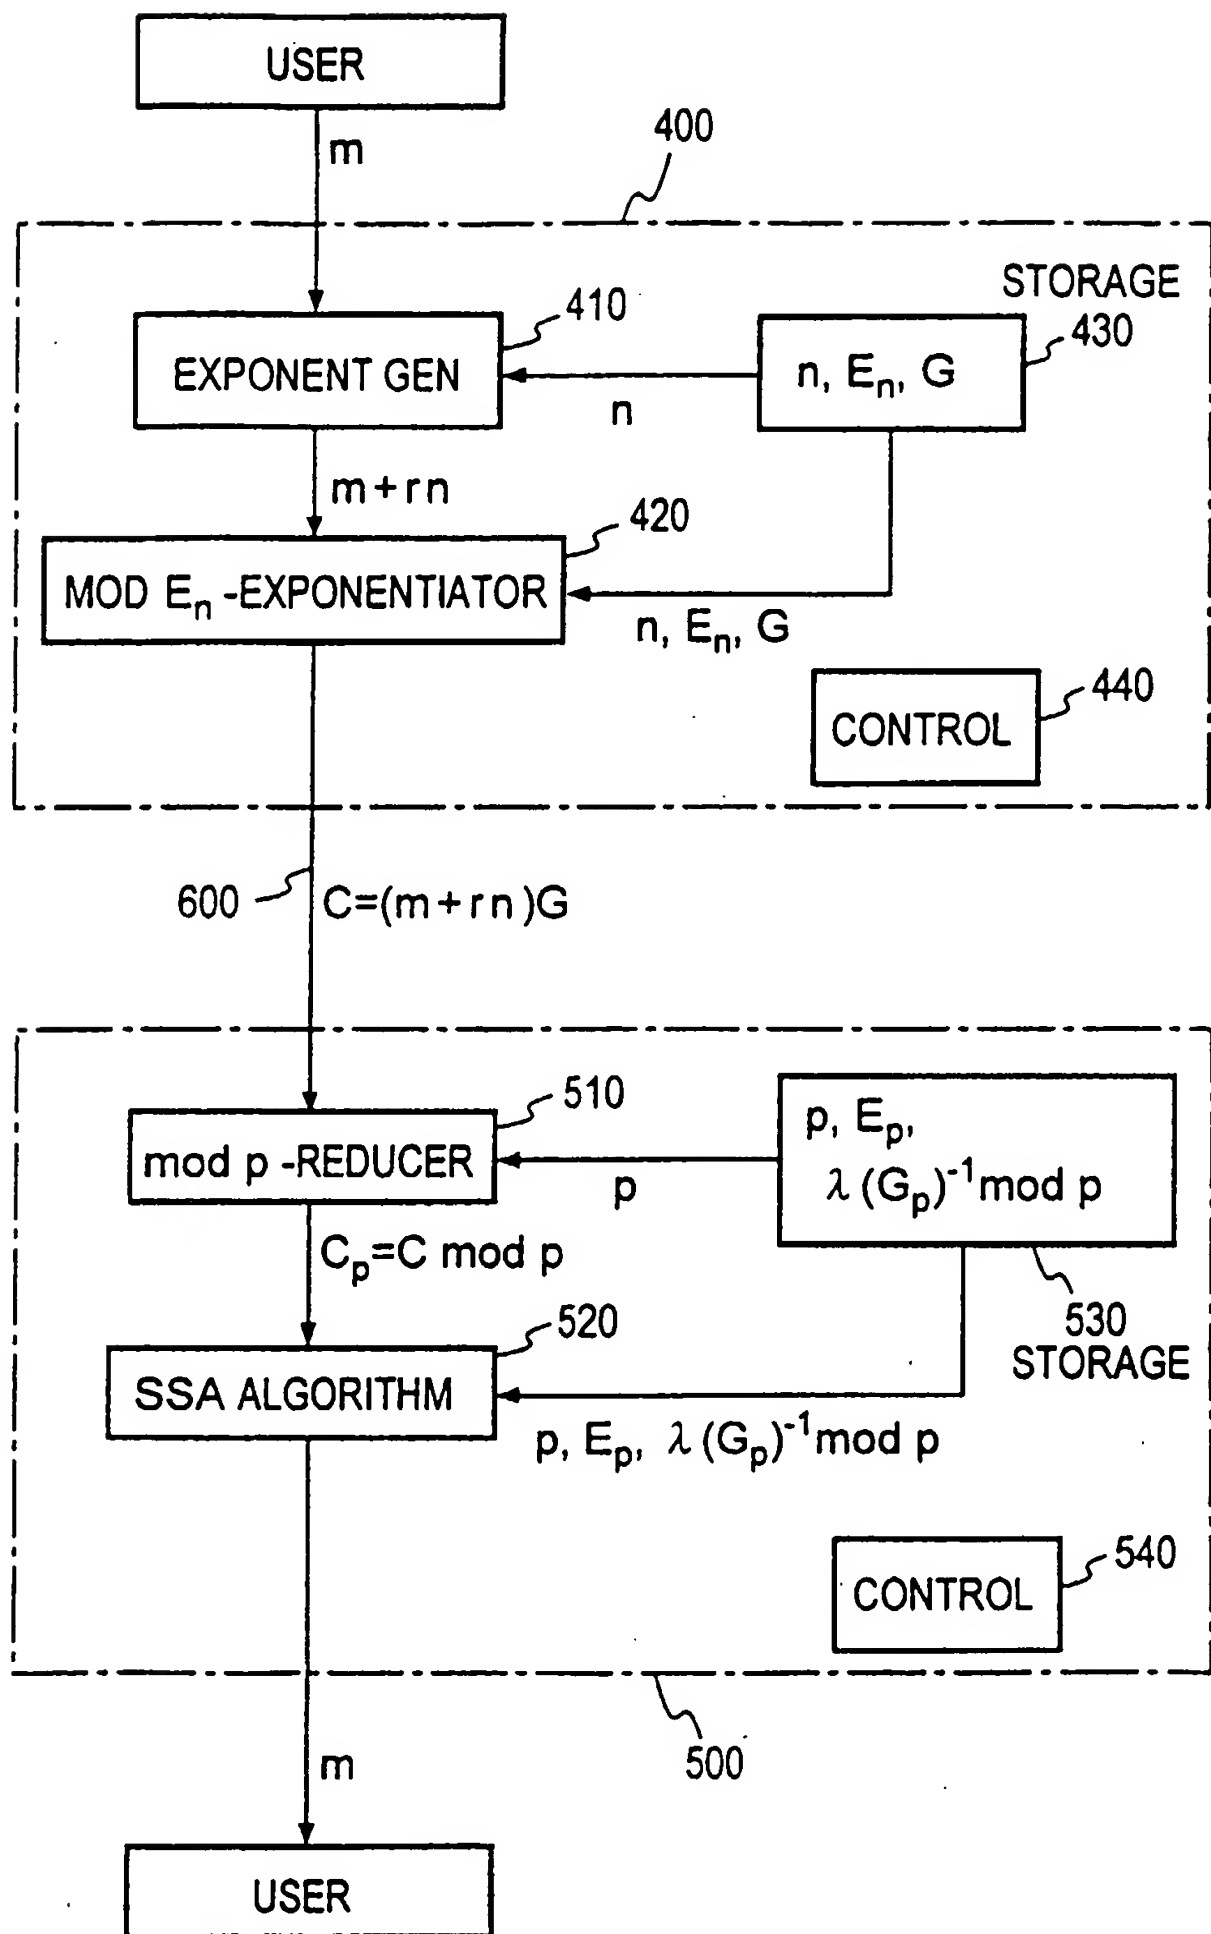 USER
m
400
STORAGE
410
430
EXPONENT GEN
n, Eₙ, G
n
m+rn
420
MOD Eₙ-EXPONENTIATOR
n, Eₙ, G
440
CONTROL
600
C=(m+rn)G
510
p, Eₚ,
λ(Gₚ)⁻¹mod p
mod p-REDUCER
p
Cₚ=C mod p
520
530
STORAGE
SSA ALGORITHM
p, Eₚ, λ(Gₚ)⁻¹mod p
540
CONTROL
500
m
USER